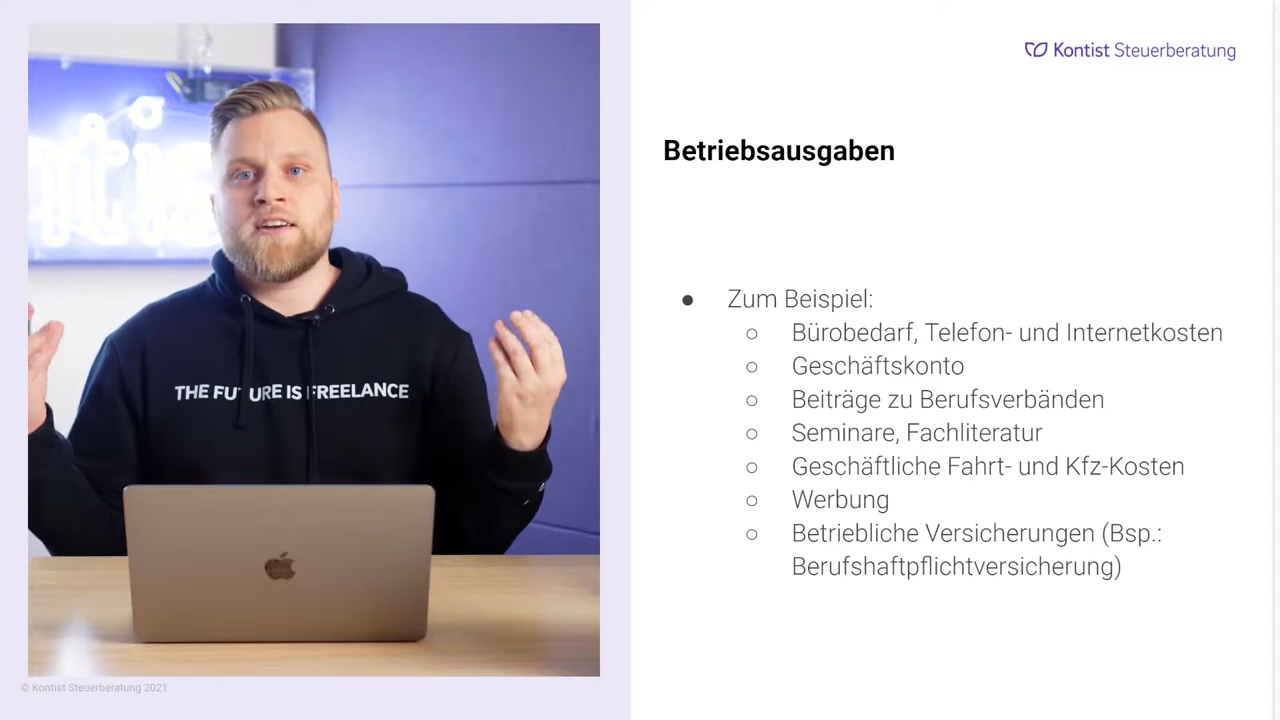 THE FUTURE IS FREELANCE
© Kontist Steuerberatung 2021
Kontist Steuerberatung
Betriebsausgaben
● Zum Beispiel:
○ Bürobedarf, Telefon- und Internetkosten
○ Geschäftskonto
○ Beiträge zu Berufsverbänden
○ Seminare, Fachliteratur
○ Geschäftliche Fahrt- und Kfz-Kosten
○ Werbung
○ Betriebliche Versicherungen (Bsp.:
Berufshaftpflichtversicherung)